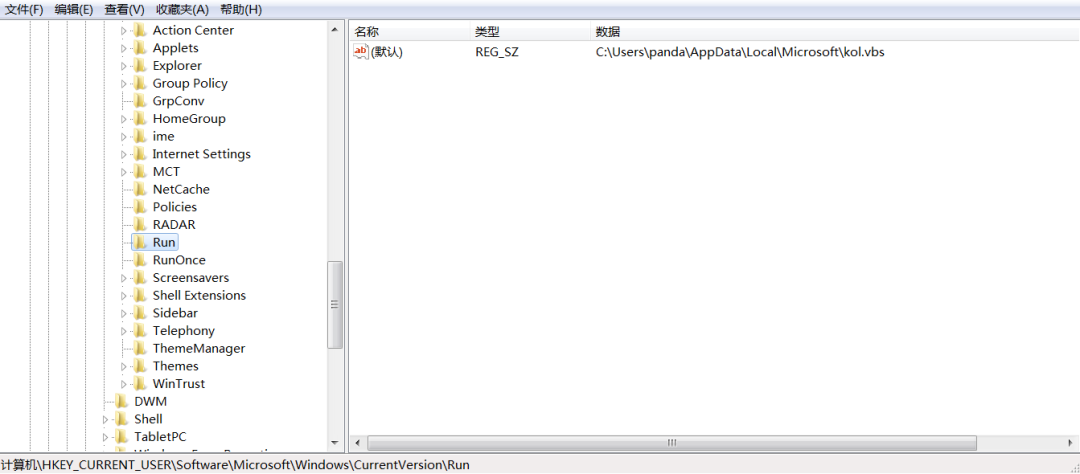 文件(F) 编辑(E) 查看(V) 收藏夹(A) 帮助(H)
Action Center
Applets
Explorer
Group Policy
GrpConv
HomeGroup
ime
Internet Settings
MCT
NetCache
Policies
RADAR
Run
RunOnce
Screensavers
Shell Extensions
Sidebar
Telephony
ThemeManager
Themes
WinTrust
DWM
Shell
TabletPC
名称 类型 数据
ab (默认) REG_SZ C:\Users\panda\AppData\Local\Microsoft\kol.vbs
计算机\HKEY_CURRENT_USER\Software\Microsoft\Windows\CurrentVersion\Run